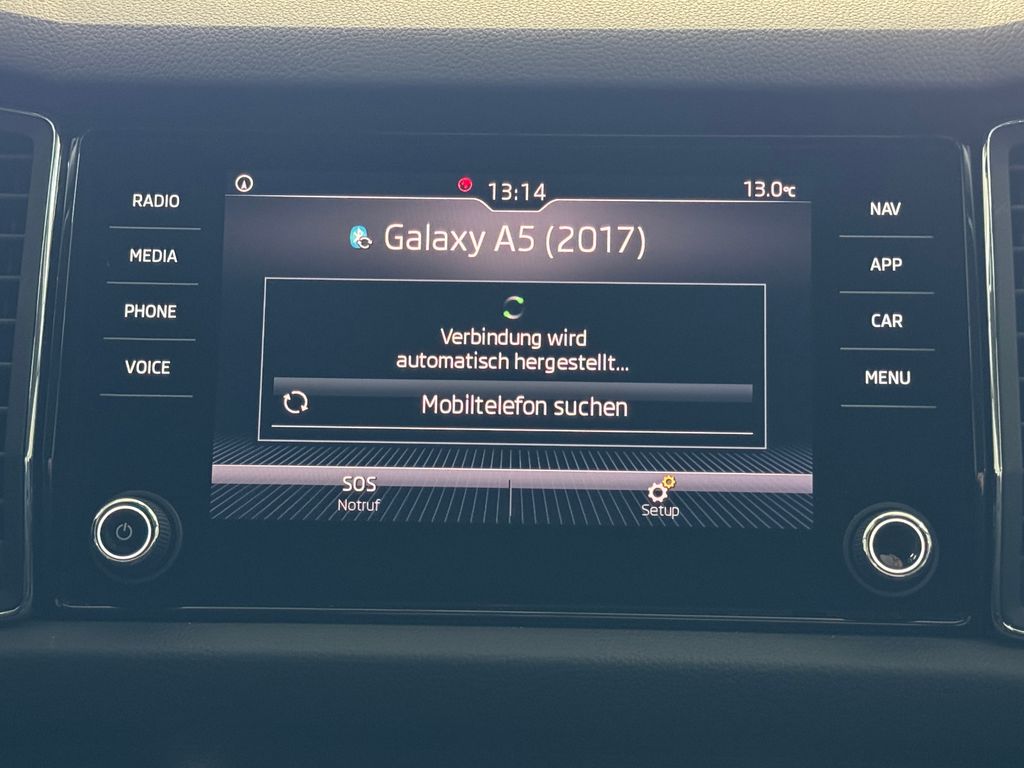 13:14
13.0°C
RADIO
MEDIA
PHONE
VOICE
Galaxy A5 (2017)
Verbindung wird
automatisch hergestellt...
Mobiltelefon suchen
SOS
Notruf
Setup
NAV
APP
CAR
MENU